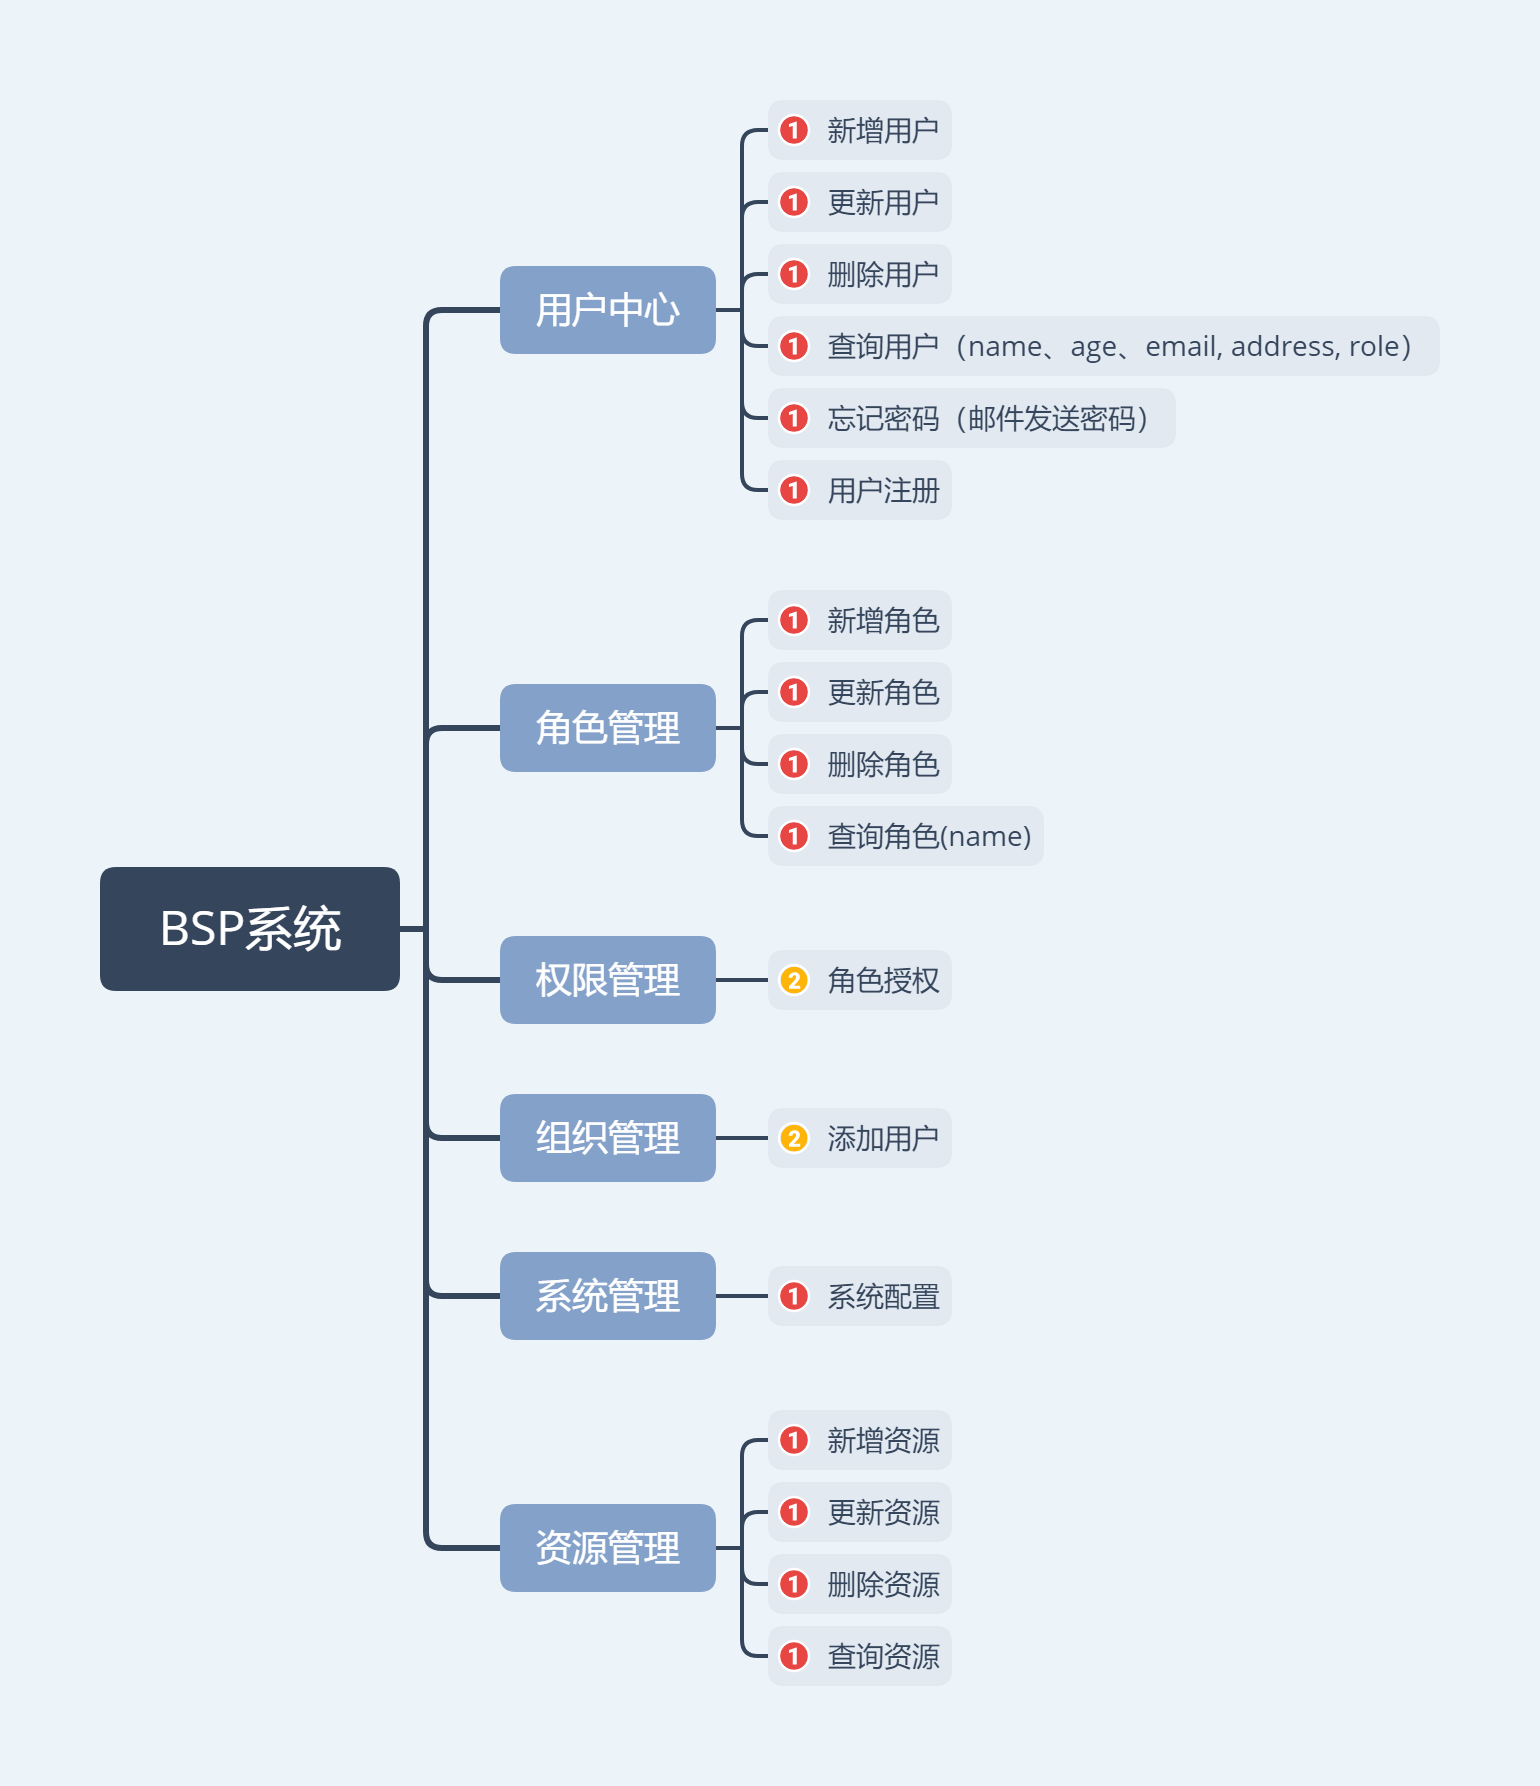 BSP系统
用户中心
1 新增用户
1 更新用户
1 删除用户
1 查询用户（name、age、email, address, role）
1 忘记密码（邮件发送密码）
1 用户注册
角色管理
1 新增角色
1 更新角色
1 删除角色
1 查询角色(name)
权限管理
2 角色授权
组织管理
2 添加用户
系统管理
1 系统配置
资源管理
1 新增资源
1 更新资源
1 删除资源
1 查询资源